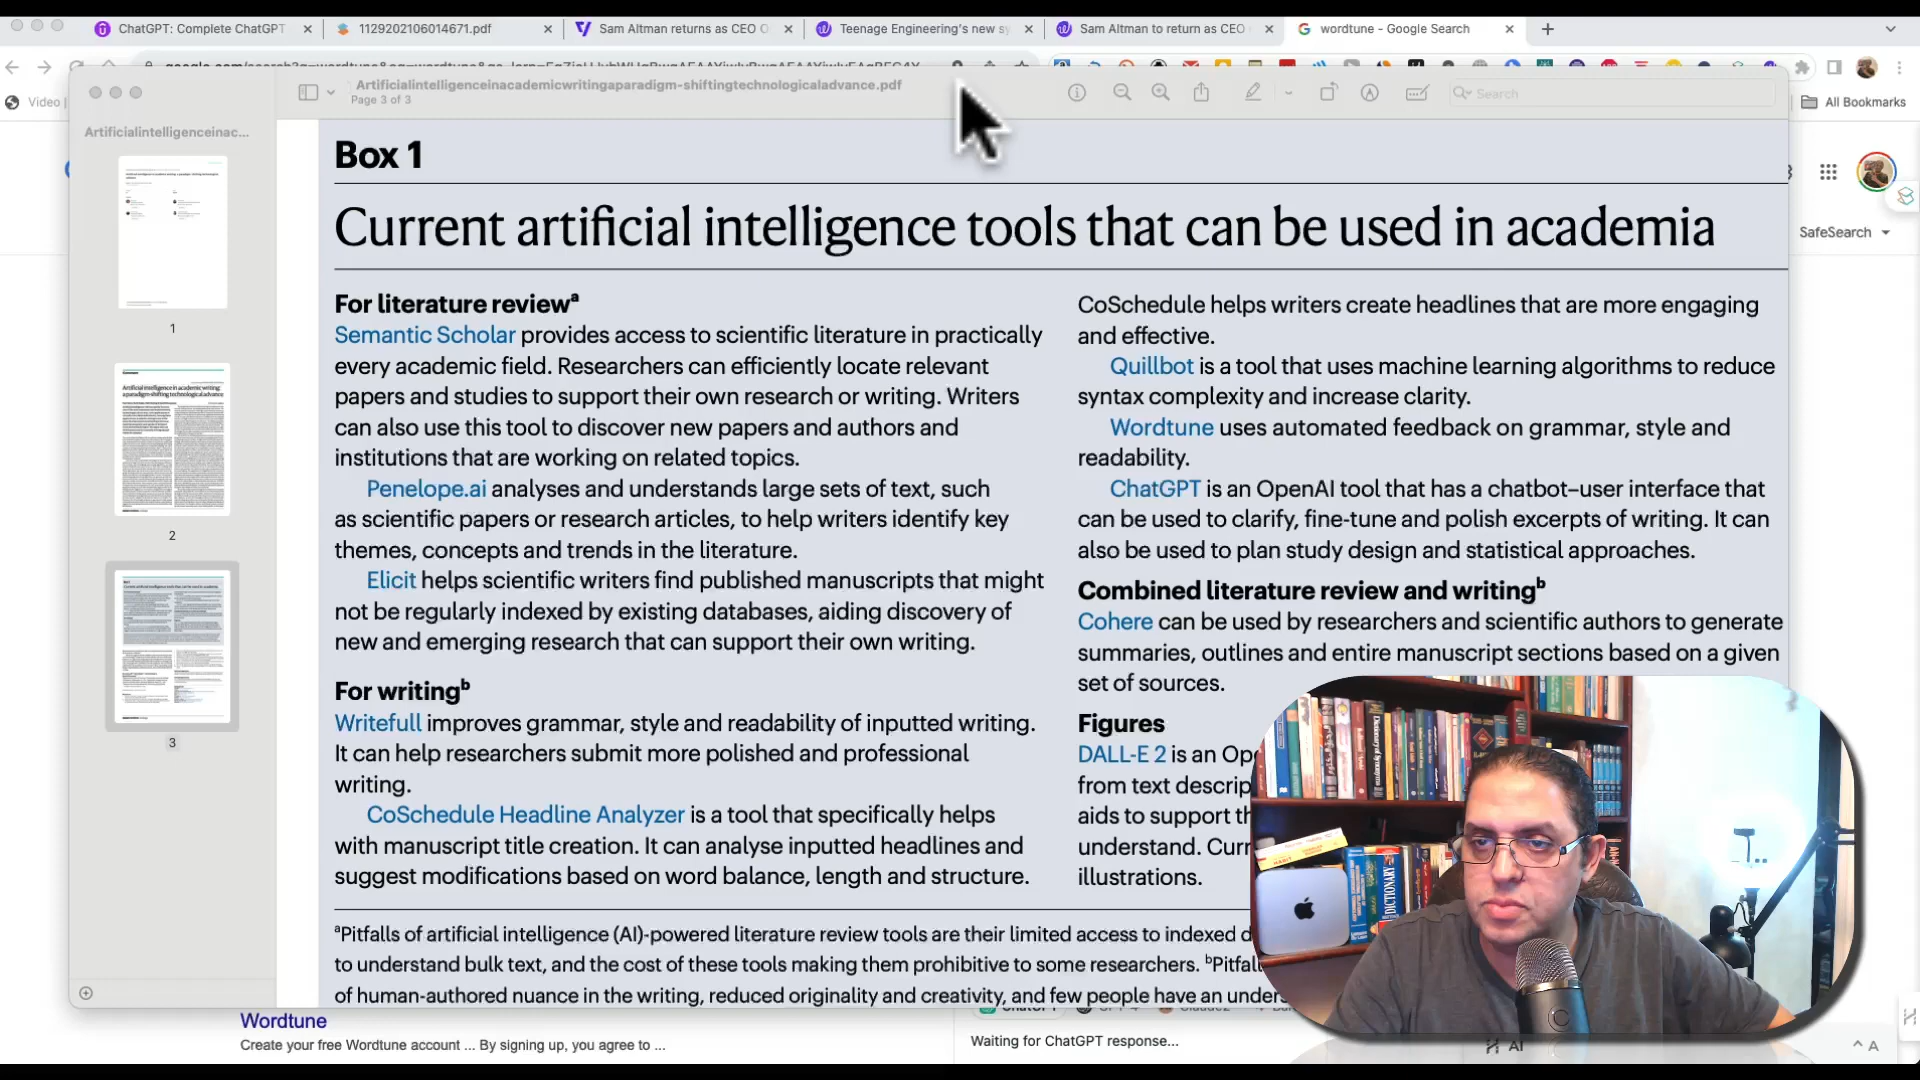 ChatGPT: Complete ChatGPT
1129202106014671.pdf
Sam Altman returns as CEO O
Teenage Engineering's new sy
Sam Altman to return as CEO
wordtune - Google Search
Video
All Bookmarks
Artificialintelligenceinacademicwritingaparadigm-shiftingtechnologicaladvance.pdf
Page 3 of 3
Search
Artificialintelligenceinac...
1
2
3
SafeSearch
Box 1
Current artificial intelligence tools that can be used in academia
For literature reviewᵃ
Semantic Scholar provides access to scientific literature in practically
every academic field. Researchers can efficiently locate relevant
papers and studies to support their own research or writing. Writers
can also use this tool to discover new papers and authors and
institutions that are working on related topics.
Penelope.ai analyses and understands large sets of text, such
as scientific papers or research articles, to help writers identify key
themes, concepts and trends in the literature.
Elicit helps scientific writers find published manuscripts that might
not be regularly indexed by existing databases, aiding discovery of
new and emerging research that can support their own writing.
For writingᵇ
Writefull improves grammar, style and readability of inputted writing.
It can help researchers submit more polished and professional
writing.
CoSchedule Headline Analyzer is a tool that specifically helps
with manuscript title creation. It can analyse inputted headlines and
suggest modifications based on word balance, length and structure.
CoSchedule helps writers create headlines that are more engaging
and effective.
Quillbot is a tool that uses machine learning algorithms to reduce
syntax complexity and increase clarity.
Wordtune uses automated feedback on grammar, style and
readability.
ChatGPT is an OpenAI tool that has a chatbot–user interface that
can be used to clarify, fine-tune and polish excerpts of writing. It can
also be used to plan study design and statistical approaches.
Combined literature review and writingᵇ
Cohere can be used by researchers and scientific authors to generate
summaries, outlines and entire manuscript sections based on a given
set of sources.
Figures
DALL-E 2 is an Ope
from text descrip
aids to support th
understand. Curr
illustrations.
ᵃPitfalls of artificial intelligence (AI)-powered literature review tools are their limited access to indexed d
to understand bulk text, and the cost of these tools making them prohibitive to some researchers. ᵇPitfal
of human-authored nuance in the writing, reduced originality and creativity, and few people have an unders
Wordtune
Create your free Wordtune account ... By signing up, you agree to ...
Waiting for ChatGPT response...
AI
A
DICTIONARY